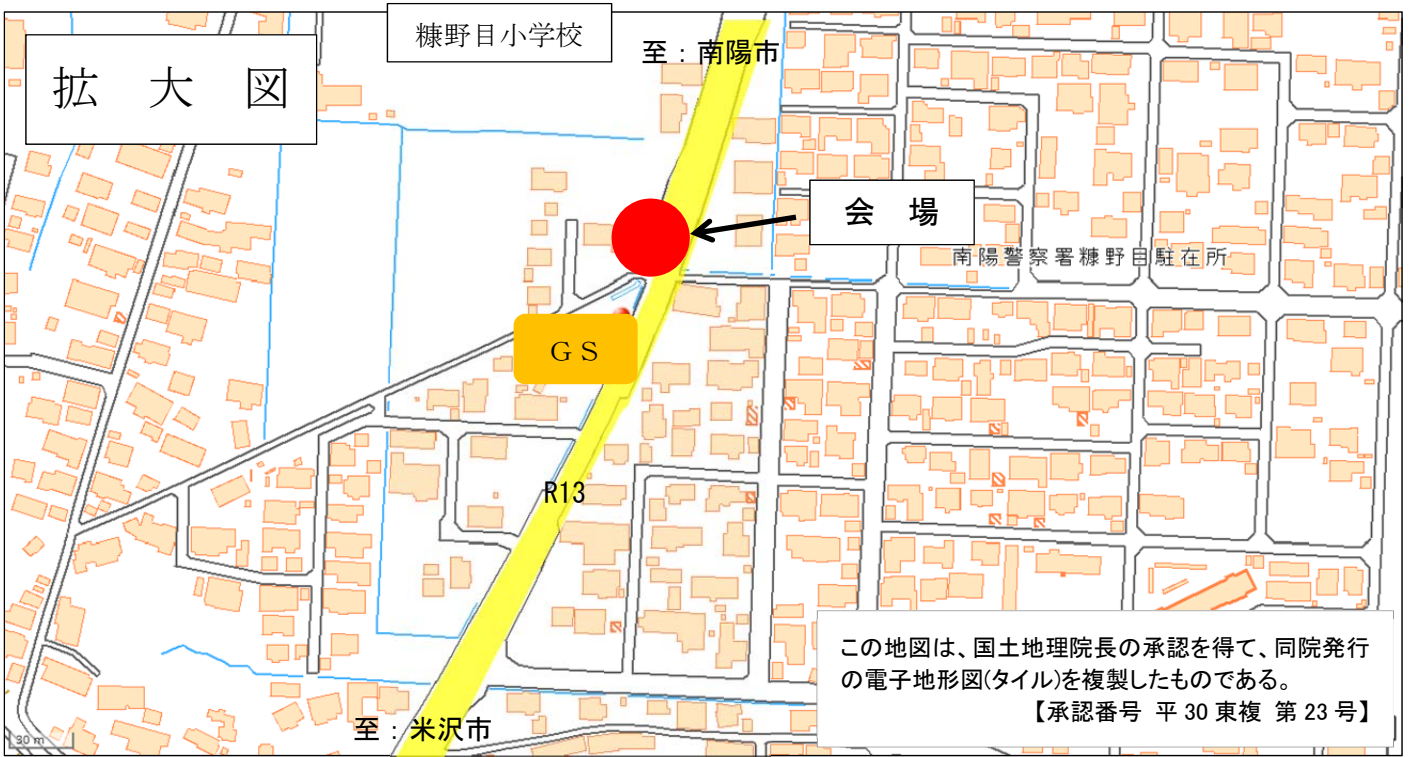 糠野目小学校
至：南陽市
拡 大 図
会 場
南陽警察署糠野目駐在所
ＧＳ
R13
この地図は、国土地理院長の承認を得て、同院発行
の電子地形図(タイル)を複製したものである。
【承認番号 平 30 東複 第 23 号】
至：米沢市
30 m